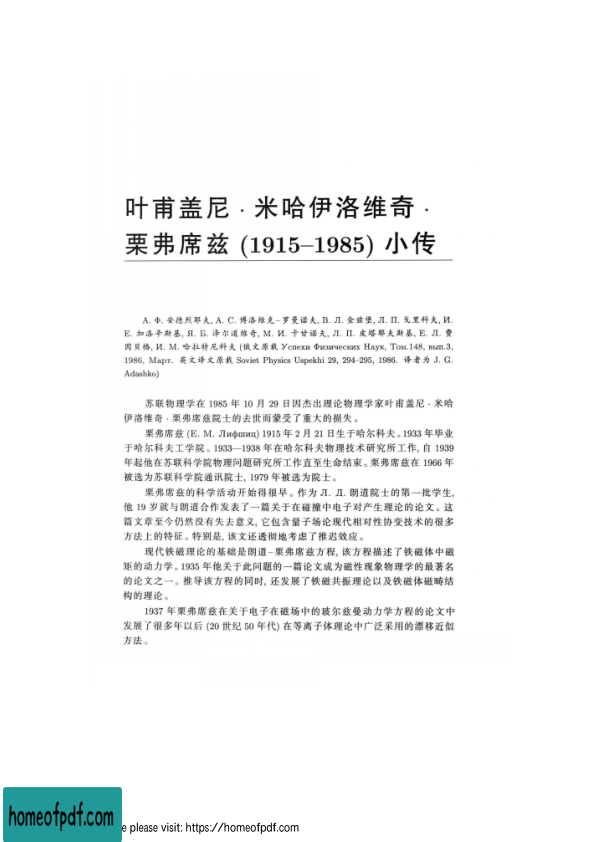 叶甫盖尼·米哈伊洛维奇·
栗弗席兹 (1915–1985) 小传
А. Ф. 安德烈耶夫, А. С. 博洛维克–罗曼诺夫, В. Л. 金兹堡, Л. П. 戈里科夫, И.
Е. 加洛辛斯基, Я. Б. 泽尔道维奇, М. И. 卡甘诺夫, Л. П. 皮塔耶夫斯基, Е. Л. 费
因贝格, И. М. 哈拉特尼科夫 (俄文原载 Успехи Физических Наук, Том.148, вып.3,
1986, Март. 英文译文原载 Soviet Physics Uspekhi 29, 294–295, 1986. 译者为 J. G.
Adashko)
苏联物理学在 1985 年 10 月 29 日因杰出理论物理学家叶甫盖尼·米哈
伊洛维奇·栗弗席兹院士的去世而蒙受了重大的损失。
栗弗席兹 (Е. М. Лифшиц) 1915 年 2 月 21 日生于哈尔科夫。1933 年毕业
于哈尔科夫工学院。1933—1938 年在哈尔科夫物理技术研究所工作, 自 1939
年起他在苏联科学院物理问题研究所工作直至生命结束。栗弗席兹在 1966 年
被选为苏联科学院通讯院士, 1979 年被选为院士。
栗弗席兹的科学活动开始得很早。作为 Л. Д. 朗道院士的第一批学生,
他 19 岁就与朗道合作发表了一篇关于在碰撞中电子对产生理论的论文。这
篇文章至今仍然没有失去意义, 它包含量子场论现代相对性协变技术的很多
方法上的特征。特别是, 该文还透彻地考虑了推迟效应。
现代铁磁理论的基础是朗道–栗弗席兹方程, 该方程描述了铁磁体中磁
矩的动力学。1935 年他关于此问题的一篇论文成为磁性现象物理学的最著名
的论文之一。推导该方程的同时, 还发展了铁磁共振理论以及铁磁体磁畴结
构的理论。
1937 年栗弗席兹在关于电子在磁场中的玻尔兹曼动力学方程的论文中
发展了很多年以后 (20 世纪 50 年代) 在等离子体理论中广泛采用的漂移近似
方法。
homeofpdf.com
e please visit: https://homeofpdf.com